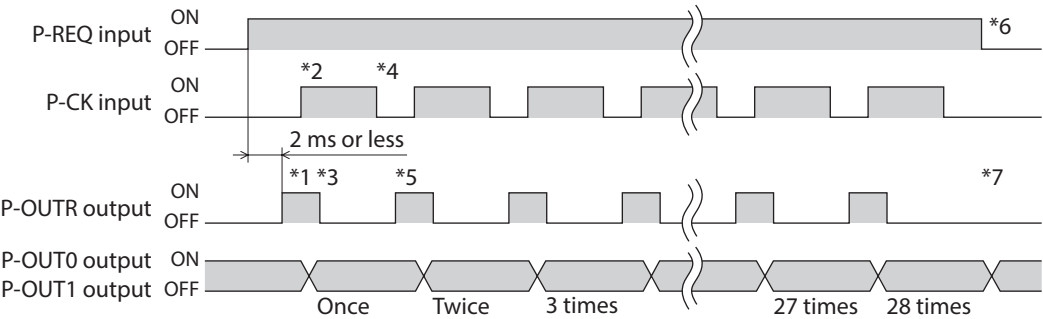 P-REQ input ON OFF *6
P-CK input ON OFF *2 *4
2 ms or less
P-OUTR output ON OFF *1 *3 *5 *7
P-OUT0 output ON
P-OUT1 output OFF
Once Twice 3 times 27 times 28 times